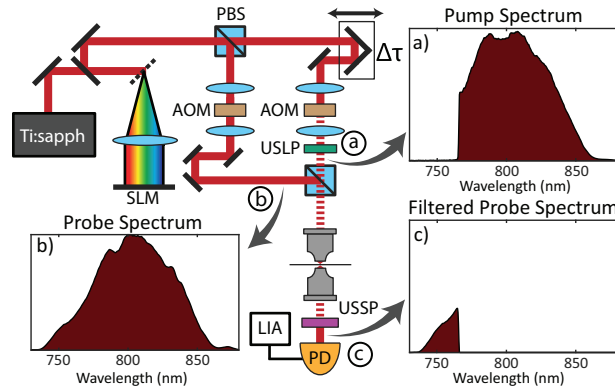 PBS
Δτ
AOM
AOM
Ti:sapph
USLP
a
SLM
b
USSP
LIA
PD
c
Pump Spectrum
a)
750
800
850
Wavelength (nm)
Probe Spectrum
b)
750
800
850
Wavelength (nm)
Filtered Probe Spectrum
c)
750
800
850
Wavelength (nm)